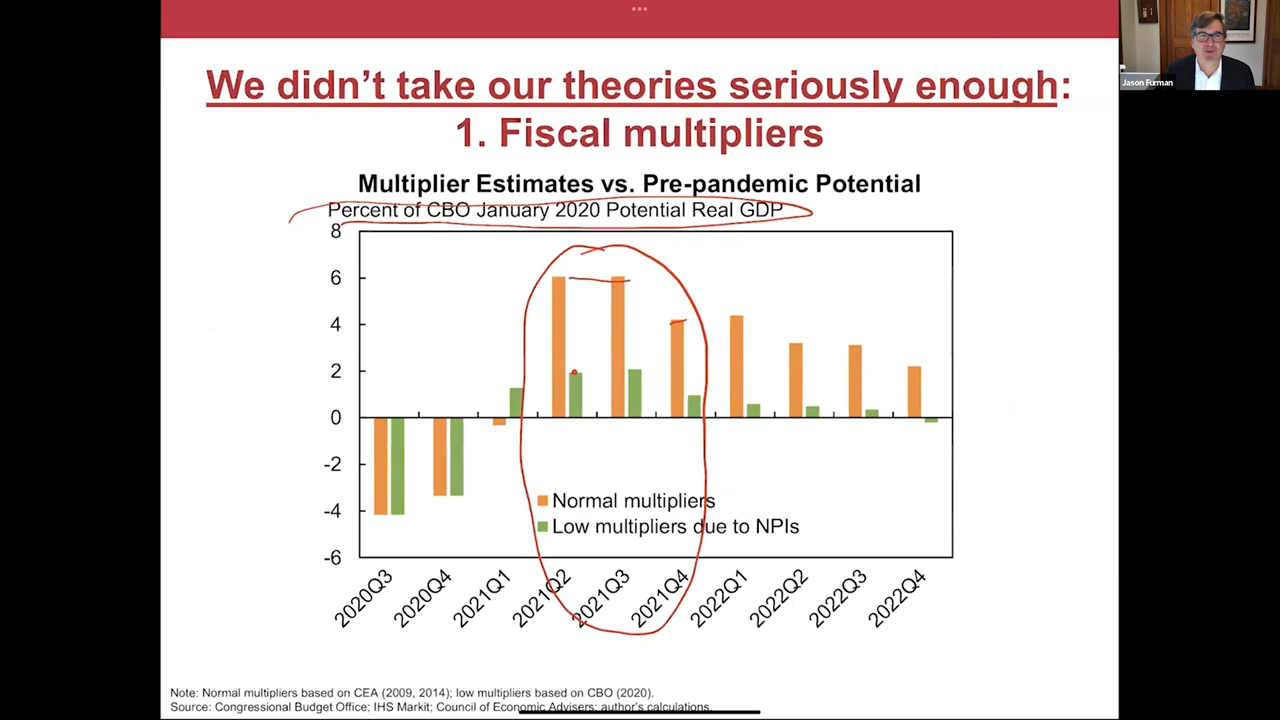 We didn't take our theories seriously enough:
1. Fiscal multipliers
Multiplier Estimates vs. Pre-pandemic Potential
Percent of CBO January 2020 Potential Real GDP
8
6
4
2
0
-2
-4
-6
Normal multipliers
Low multipliers due to NPIs
2020Q3
2020Q4
2021Q1
2021Q2
2021Q3
2021Q4
2022Q1
2022Q2
2022Q3
2022Q4
Note: Normal multipliers based on CEA (2009, 2014); low multipliers based on CBO (2020).
Source: Congressional Budget Office; IHS Markit; Council of Economic Advisers; author's calculations.
Jason Furman